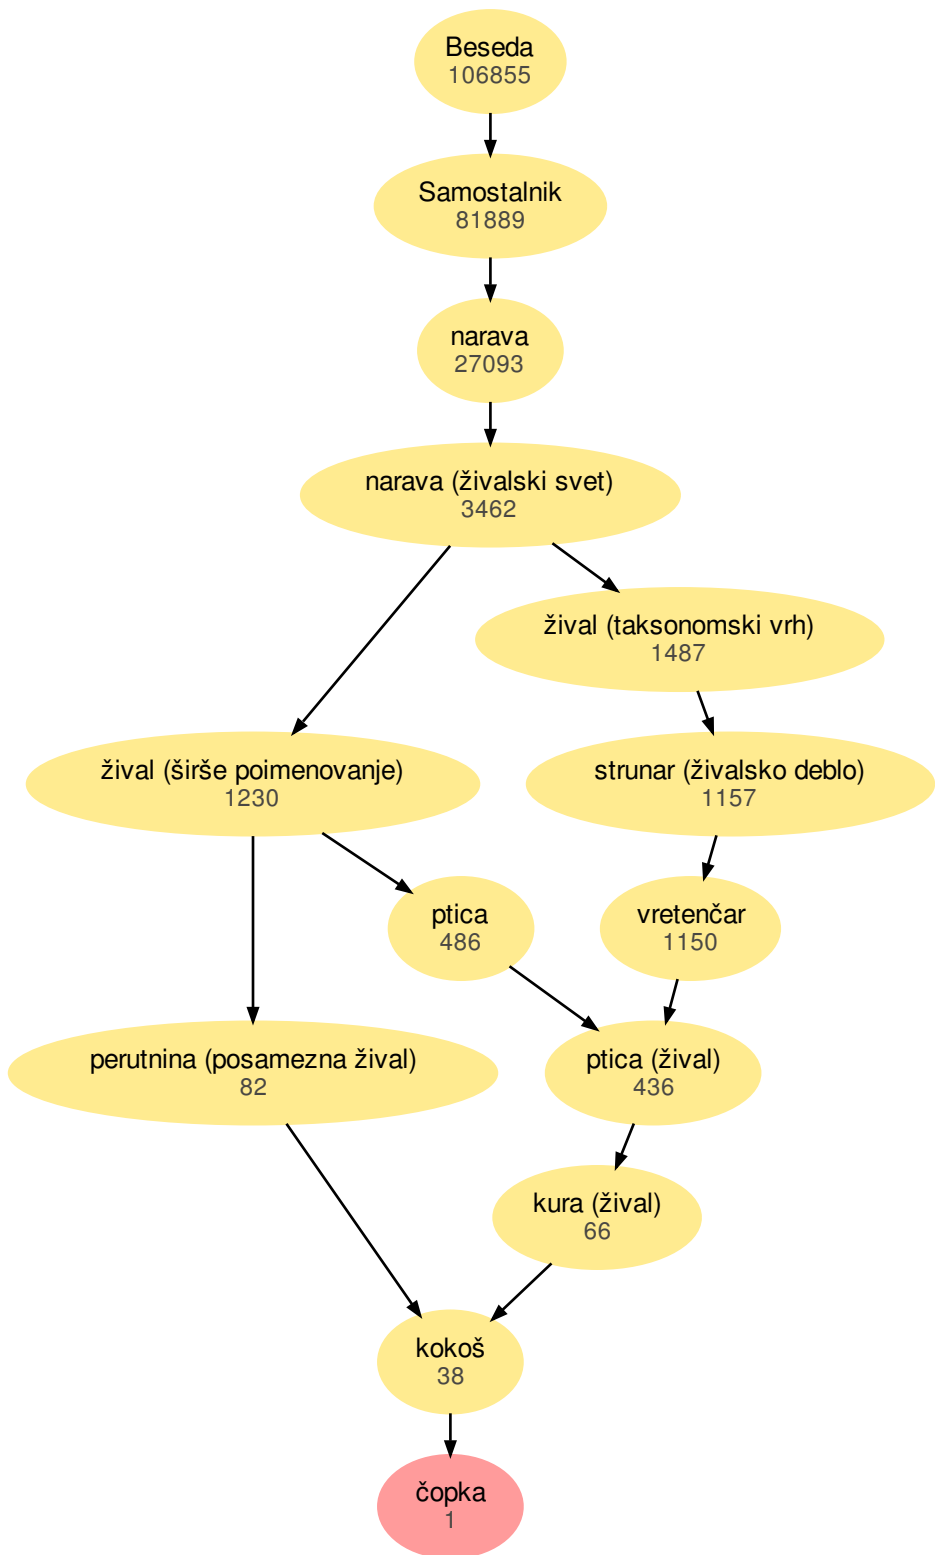 Beseda
106855
Samostalnik
81889
narava
27093
narava (živalski svet)
3462
žival (taksonomski vrh)
1487
žival (širše poimenovanje)
1230
strunar (živalsko deblo)
1157
ptica
486
vretenčar
1150
perutnina (posamezna žival)
82
ptica (žival)
436
kura (žival)
66
kokoš
38
čopka
1